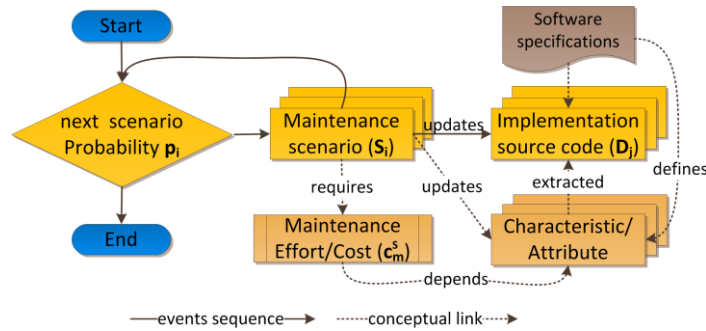 Start
Software
specifications
next scenario
Probability pᵢ
Maintenance
scenario (Sᵢ)
updates
Implementation
source code (Dⱼ)
requires
updates
extracted
defines
End
Maintenance
Effort/Cost (cₘˢ)
Characteristic/
Attribute
depends
events sequence
conceptual link